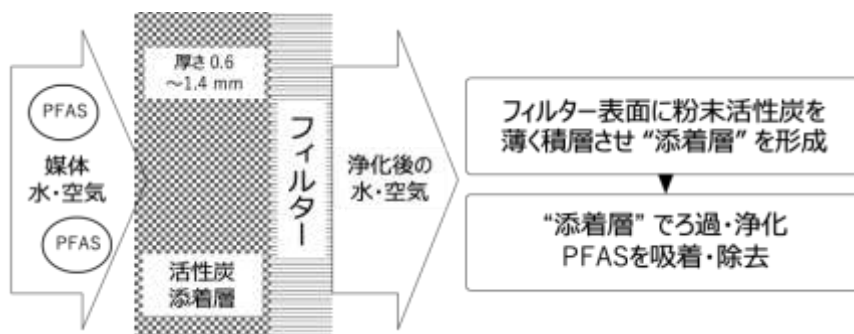 PFAS
媒体
水・空気
PFAS
厚さ 0.6
～1.4 mm
活性炭
添着層
フィルター
浄化後の
水・空気
フィルター表面に粉末活性炭を
薄く積層させ “添着層” を形成
“添着層” でろ過・浄化
PFASを吸着・除去